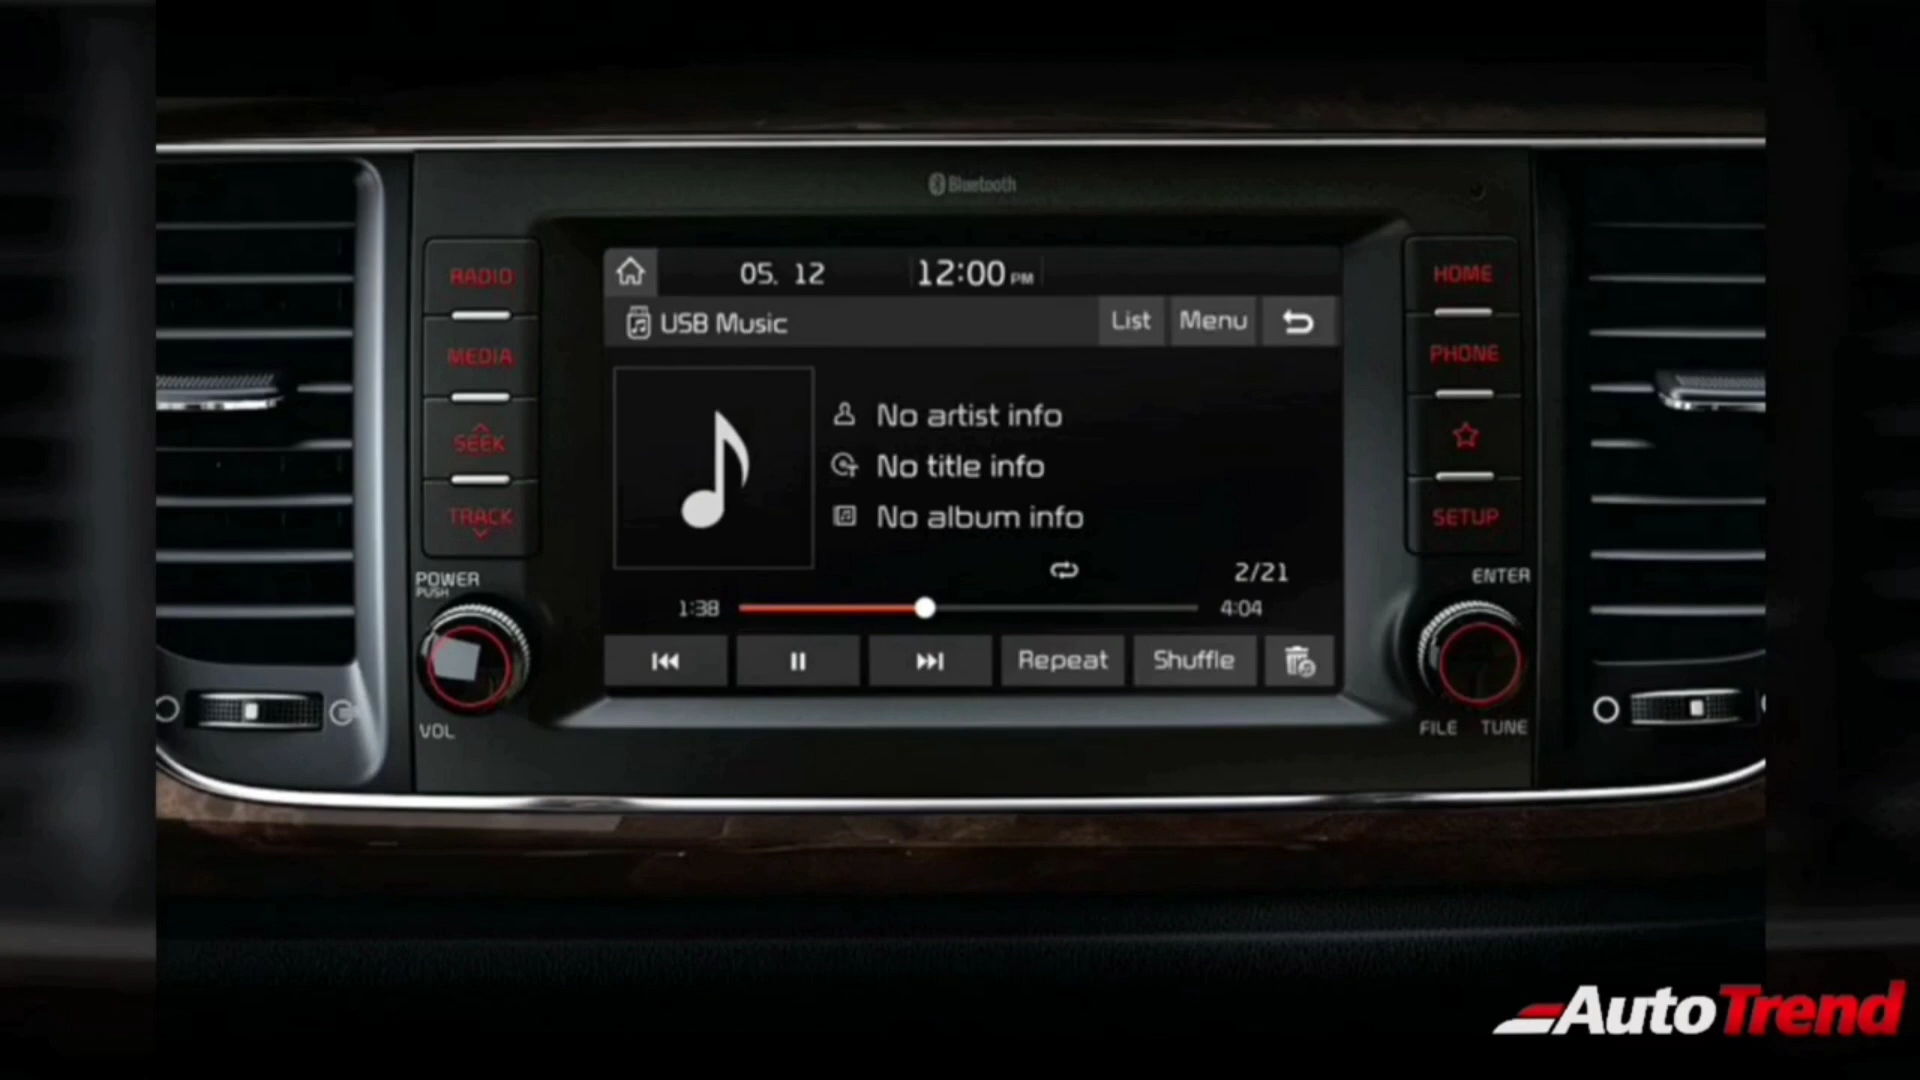 Bluetooth
RADIO
MEDIA
SEEK
TRACK
POWER
PUSH
VOL
05. 12
12:00 PM
USB Music
List
Menu
No artist info
No title info
No album info
2/21
1:38
4:04
Repeat
Shuffle
HOME
PHONE
SETUP
ENTER
FILE
TUNE
AutoTrend